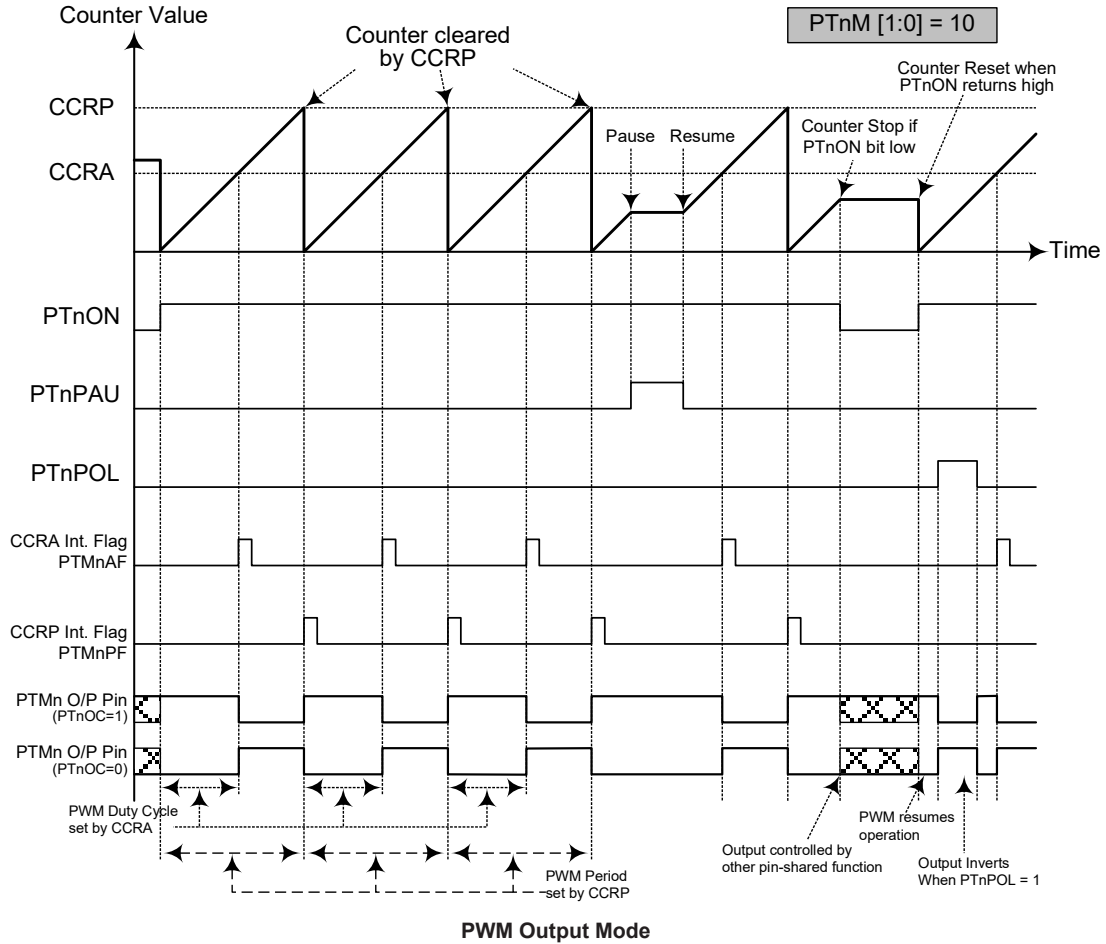 Counter Value
PTnM [1:0] = 10
Counter cleared
by CCRP
Counter Reset when
PTnON returns high
CCRP
Pause
Resume
Counter Stop if
PTnON bit low
CCRA
Time
PTnON
PTnPAU
PTnPOL
CCRA Int. Flag
PTMnAF
CCRP Int. Flag
PTMnPF
PTMn O/P Pin
(PTnOC=1)
PTMn O/P Pin
(PTnOC=0)
PWM Duty Cycle
set by CCRA
PWM resumes
operation
Output controlled by
other pin-shared function
Output Inverts
When PTnPOL = 1
PWM Period
set by CCRP
PWM Output Mode